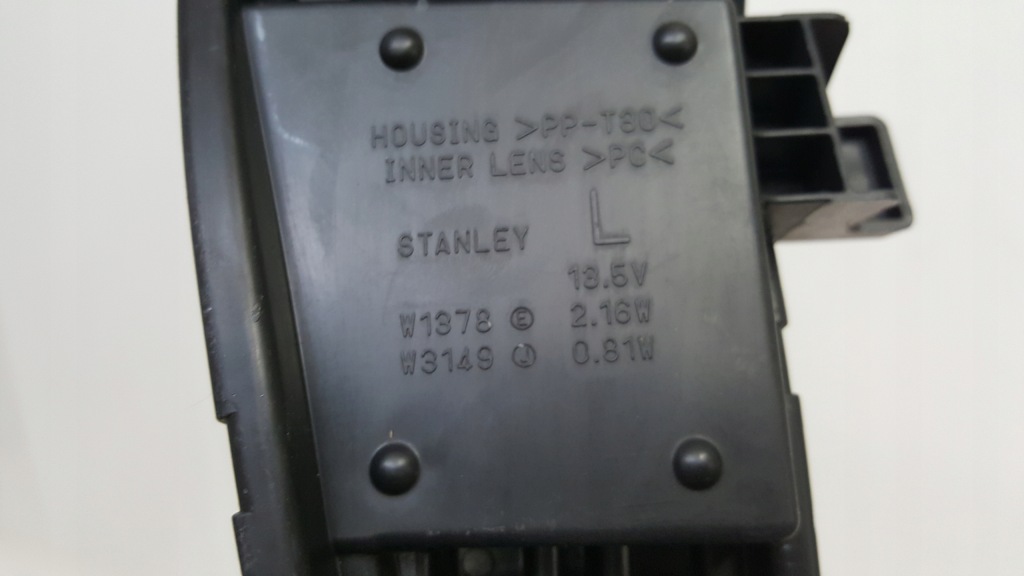 HOUSING >PP-T30<
INNER LENS >PC<
STANLEY L
13.5V
W1378 Ⓔ 2.16W
W3149 Ⓙ 0.81W